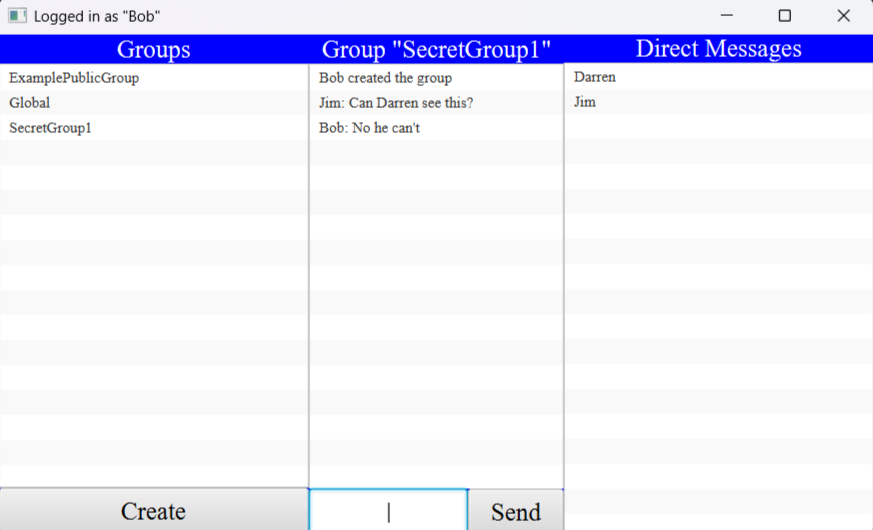 Logged in as "Bob"
Groups
ExamplePublicGroup
Global
SecretGroup1
Create
Group "SecretGroup1"
Bob created the group
Jim: Can Darren see this?
Bob: No he can't
Send
Direct Messages
Darren
Jim